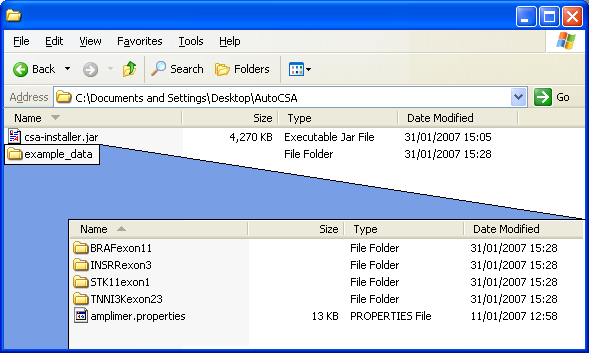 File Edit View Favorites Tools Help
Back Search Folders
Address C:\Documents and Settings\Desktop\AutoCSA Go
Name Size Type Date Modified
csa-installer.jar 4,270 KB Executable Jar File 31/01/2007 15:05
example_data File Folder 31/01/2007 15:28
Name Size Type Date Modified
BRAFexon11 File Folder 31/01/2007 15:28
INSRRexon3 File Folder 31/01/2007 15:28
STK11exon1 File Folder 31/01/2007 15:28
TNNI3Kexon23 File Folder 31/01/2007 15:28
amplimer.properties 13 KB PROPERTIES File 11/01/2007 12:58